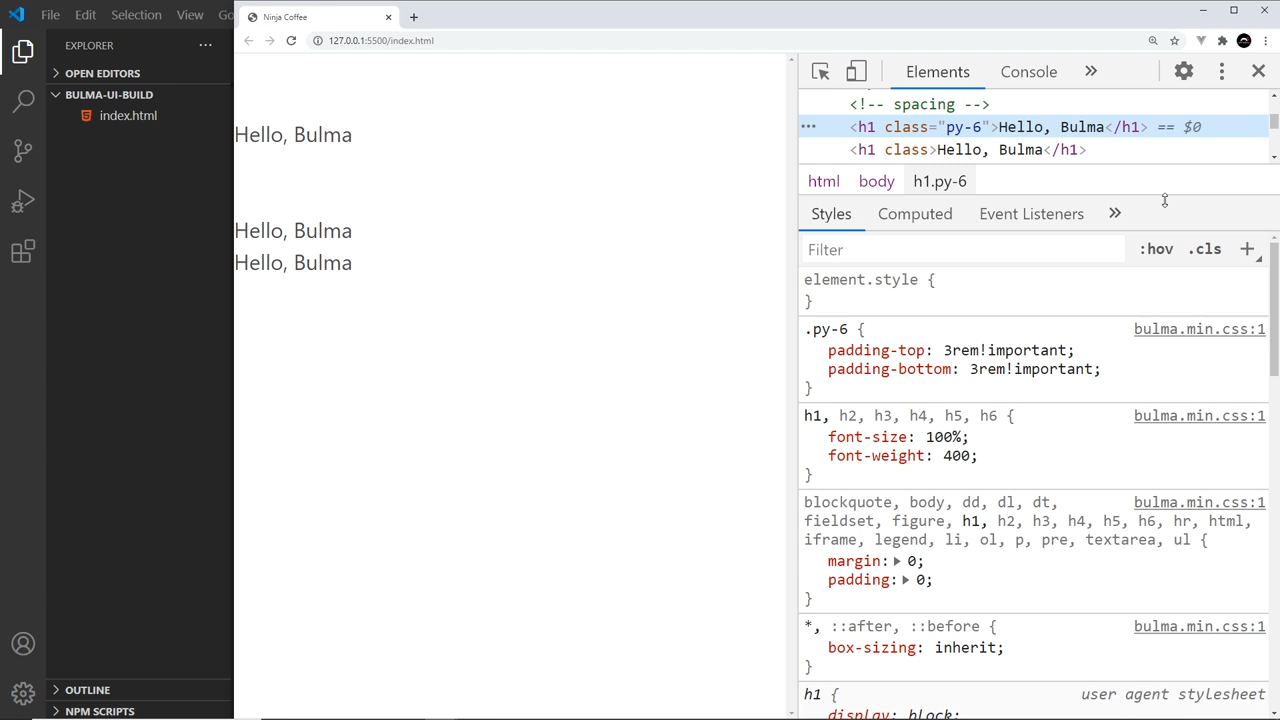 File Edit Selection View Go
Ninja Coffee
127.0.0.1:5500/index.html
EXPLORER
OPEN EDITORS
BULMA-UI-BUILD
index.html
OUTLINE
NPM SCRIPTS
Hello, Bulma
Hello, Bulma
Hello, Bulma
Elements Console
<!-- spacing -->
<h1 class="py-6">Hello, Bulma</h1> == $0
<h1 class>Hello, Bulma</h1>
html body h1.py-6
Styles Computed Event Listeners
Filter :hov .cls
element.style {
}
.py-6 { bulma.min.css:1
padding-top: 3rem!important;
padding-bottom: 3rem!important;
}
h1, h2, h3, h4, h5, h6 { bulma.min.css:1
font-size: 100%;
font-weight: 400;
}
blockquote, body, dd, dl, dt, bulma.min.css:1
fieldset, figure, h1, h2, h3, h4, h5, h6, hr, html,
iframe, legend, li, ol, p, pre, textarea, ul {
margin: 0;
padding: 0;
}
*, ::after, ::before { bulma.min.css:1
box-sizing: inherit;
}
h1 { user agent stylesheet
display: block;